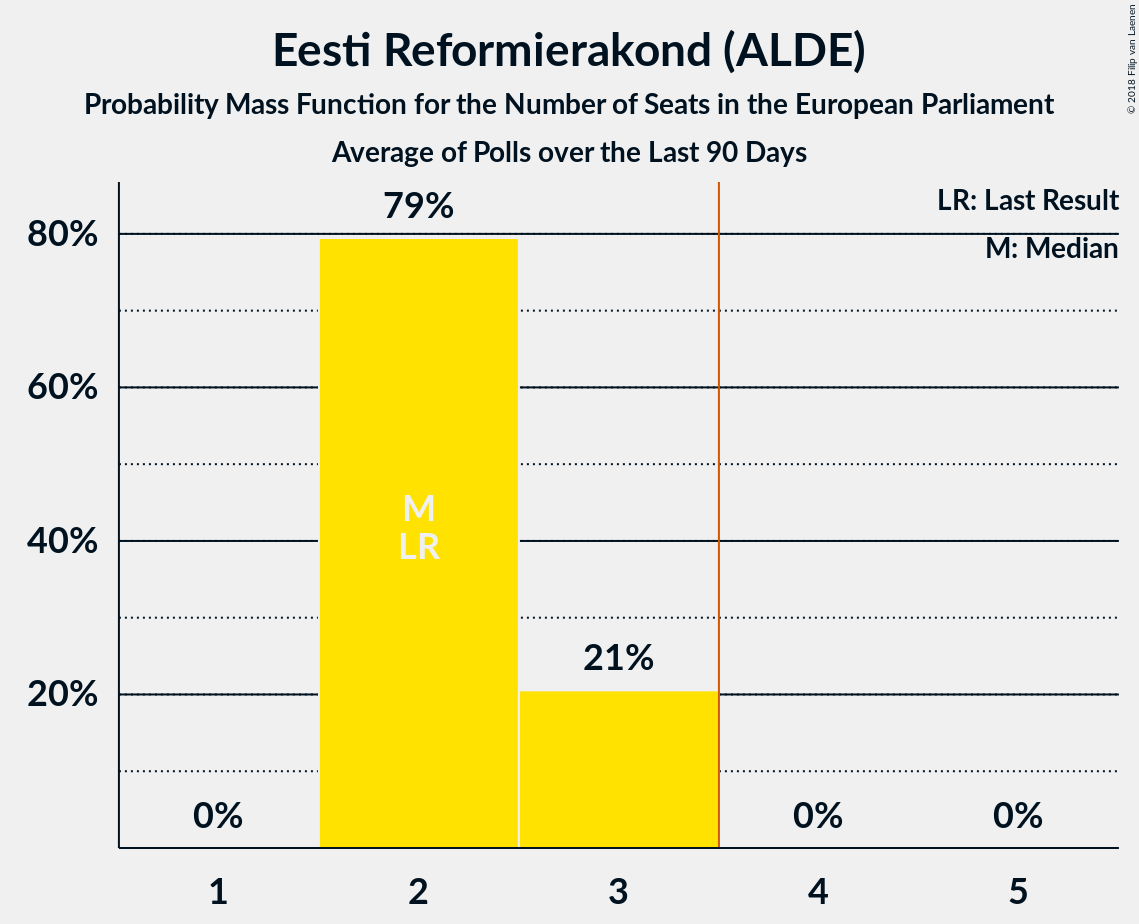 Eesti Reformierakond (ALDE)
Probability Mass Function for the Number of Seats in the European Parliament
Average of Polls over the Last 90 Days
© 2018 Filip van Laenen
LR: Last Result
M: Median
80%
60%
40%
20%
79%
M
LR
21%
0%
0%
0%
1
2
3
4
5